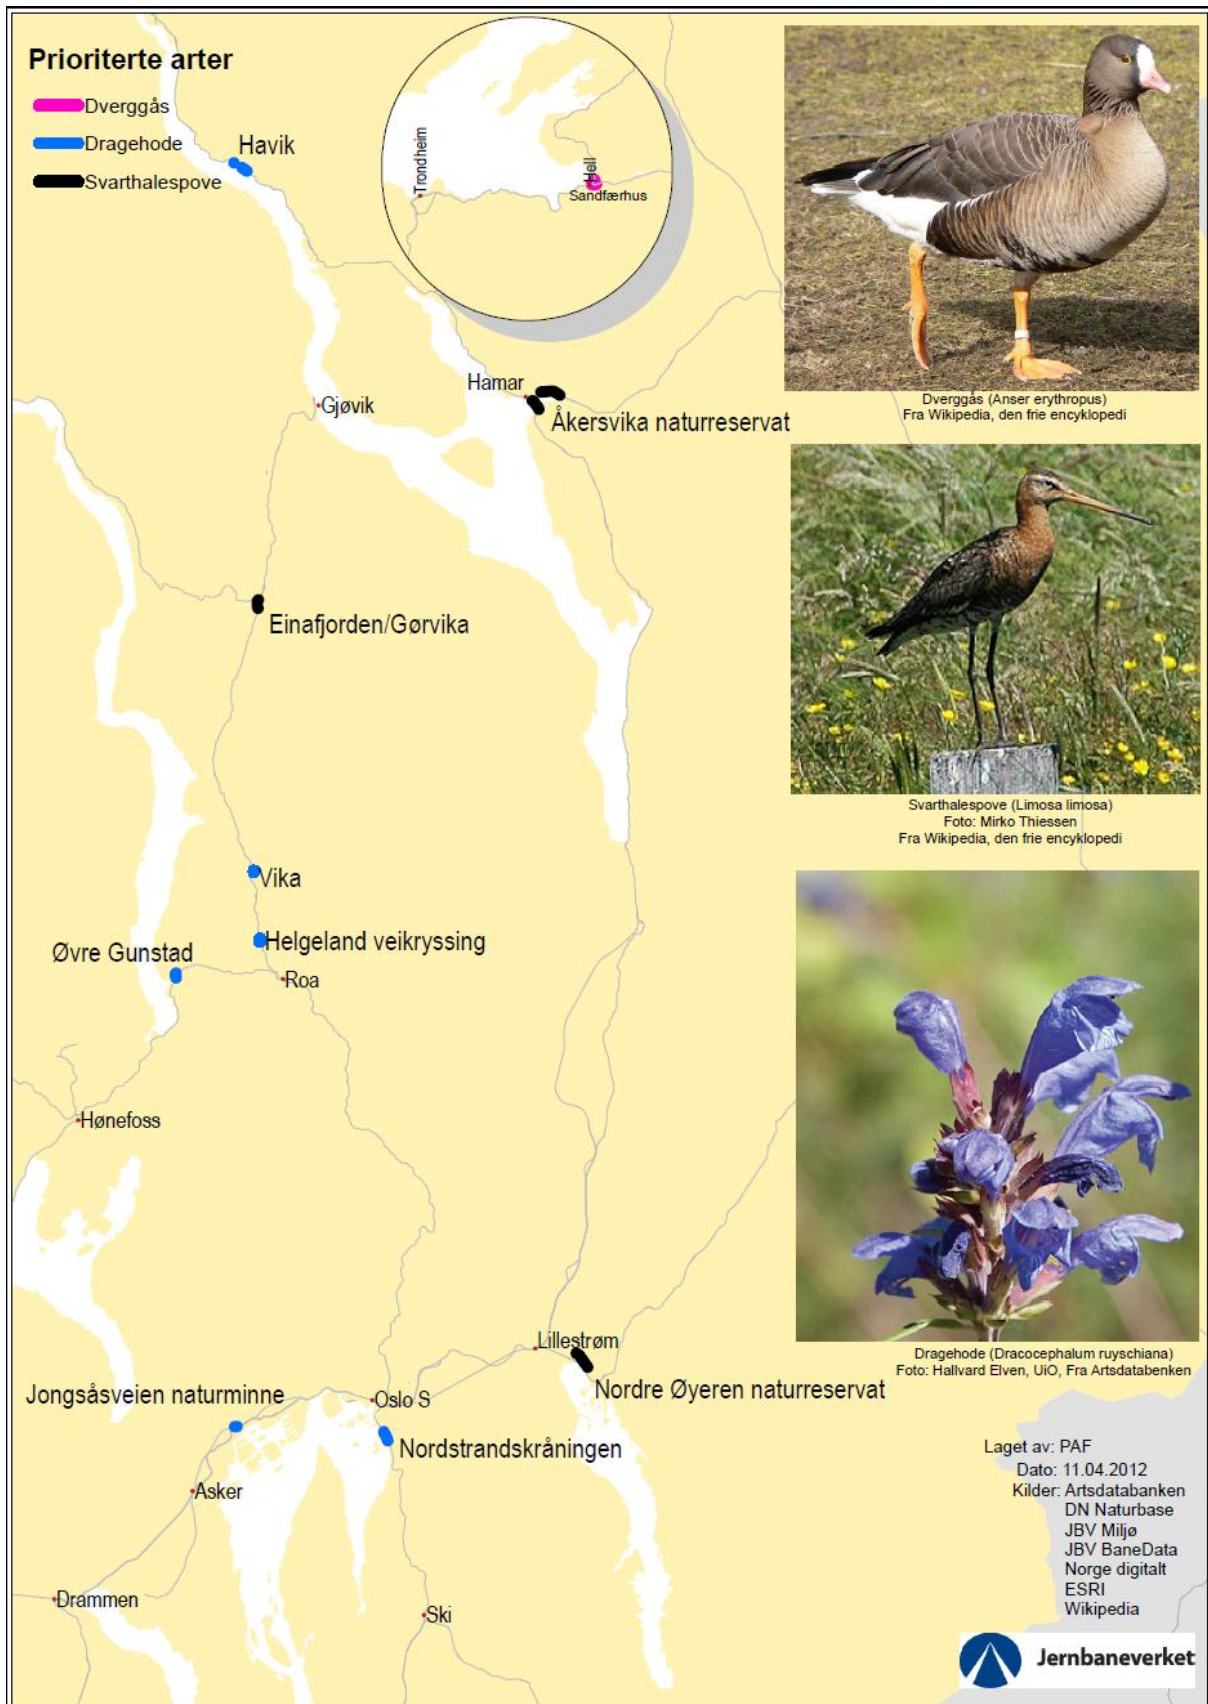 Prioriterte arter
Dverggås
Dragehode
Svarthalespove
Havik
Trondheim
Hell
Sandfærhus
Dverggås (Anser erythropus)
Fra Wikipedia, den frie encyklopedi
Hamar
Gjøvik
Åkersvika naturreservat
Einafjorden/Gørvika
Svarthalespove (Limosa limosa)
Foto: Mirko Thiessen
Fra Wikipedia, den frie encyklopedi
Vika
Helgeland veikryssing
Øvre Gunstad
Roa
Hønefoss
Lillestrøm
Dragehode (Dracocephalum ruyschiana)
Foto: Hallvard Elven, UiO, Fra Artsdatabenken
Nordre Øyeren naturreservat
Jongsåsveien naturminne
Oslo S
Nordstrandskråningen
Asker
Drammen
Ski
Laget av: PAF
Dato: 11.04.2012
Kilder: Artsdatabanken
DN Naturbase
JBV Miljø
JBV BaneData
Norge digitalt
ESRI
Wikipedia
Jernbaneverket